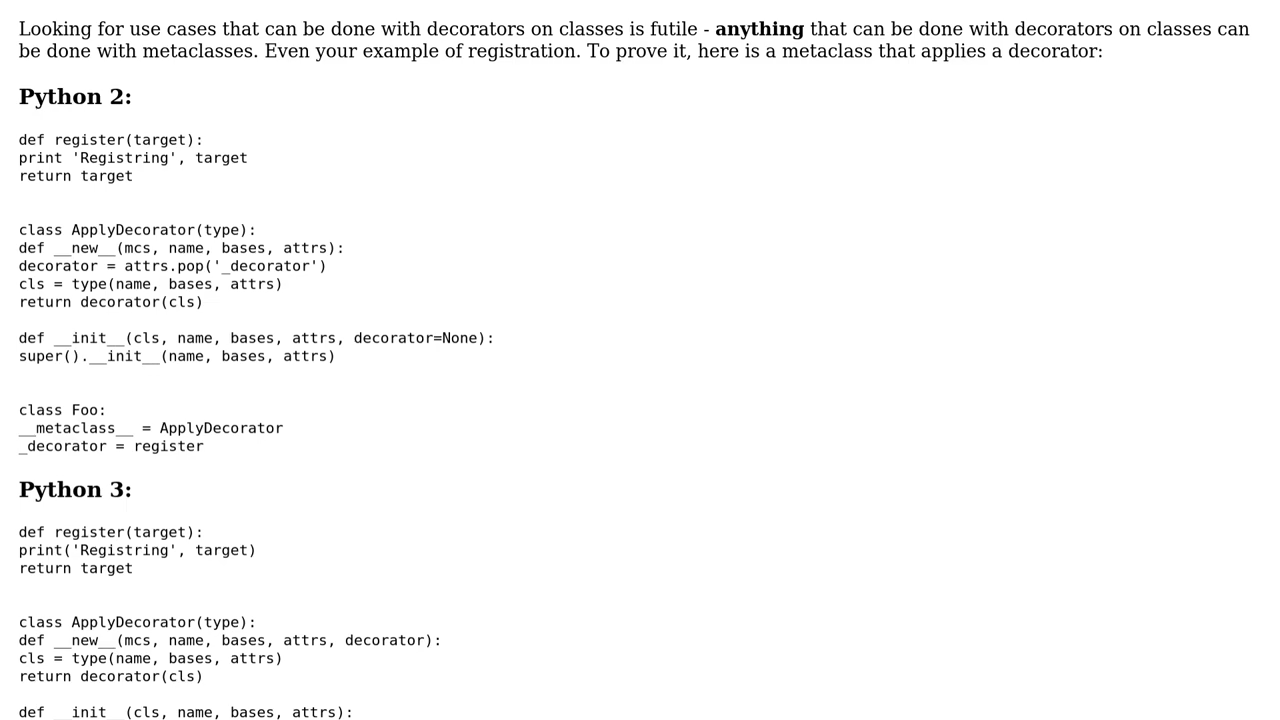 Looking for use cases that can be done with decorators on classes is futile - anything that can be done with decorators on classes can
be done with metaclasses. Even your example of registration. To prove it, here is a metaclass that applies a decorator:
Python 2:
def register(target):
print 'Registring', target
return target
class ApplyDecorator(type):
def __new__(mcs, name, bases, attrs):
decorator = attrs.pop('_decorator')
cls = type(name, bases, attrs)
return decorator(cls)
def __init__(cls, name, bases, attrs, decorator=None):
super().__init__(name, bases, attrs)
class Foo:
__metaclass__ = ApplyDecorator
_decorator = register
Python 3:
def register(target):
print('Registring', target)
return target
class ApplyDecorator(type):
def __new__(mcs, name, bases, attrs, decorator):
cls = type(name, bases, attrs)
return decorator(cls)
def __init__(cls, name, bases, attrs):